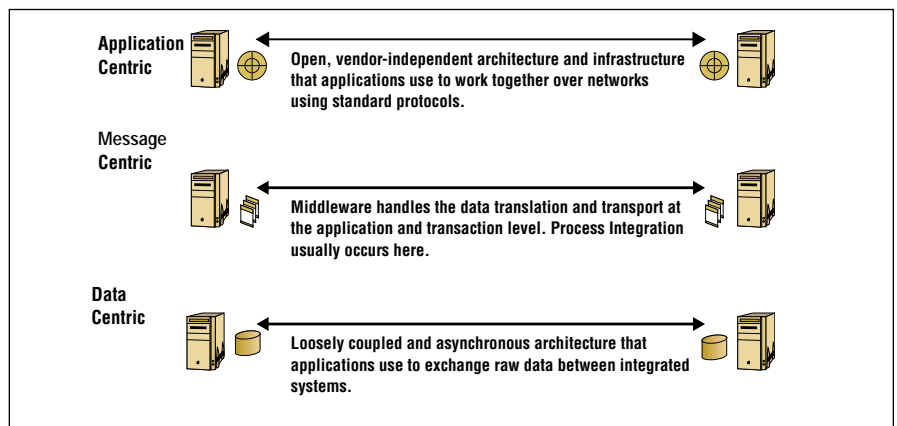 Application
Centric
Open, vendor-independent architecture and infrastructure
that applications use to work together over networks
using standard protocols.
Message
Centric
Middleware handles the data translation and transport at
the application and transaction level. Process Integration
usually occurs here.
Data
Centric
Loosely coupled and asynchronous architecture that
applications use to exchange raw data between integrated
systems.